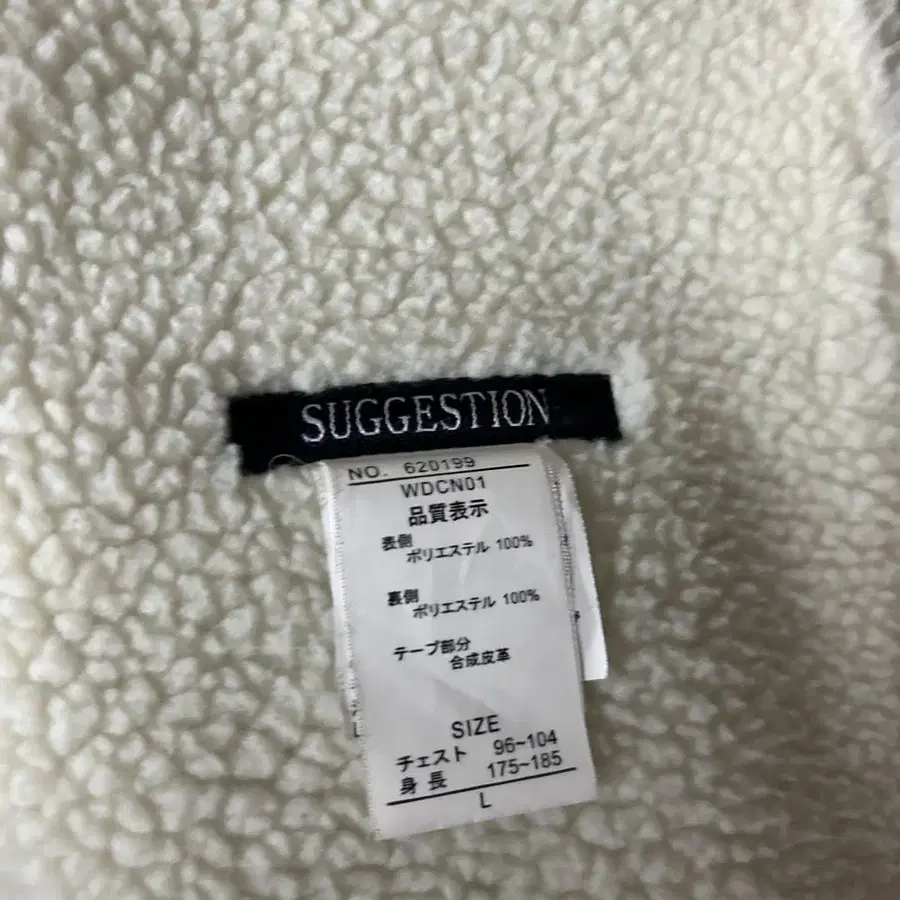 SUGGESTION
NO. 620199
WDCN01
品質表示
表側
ポリエステル 100%
裏側
ポリエステル 100%
テープ部分
合成皮革
SIZE
チェスト 96~104
身長 175~185
L